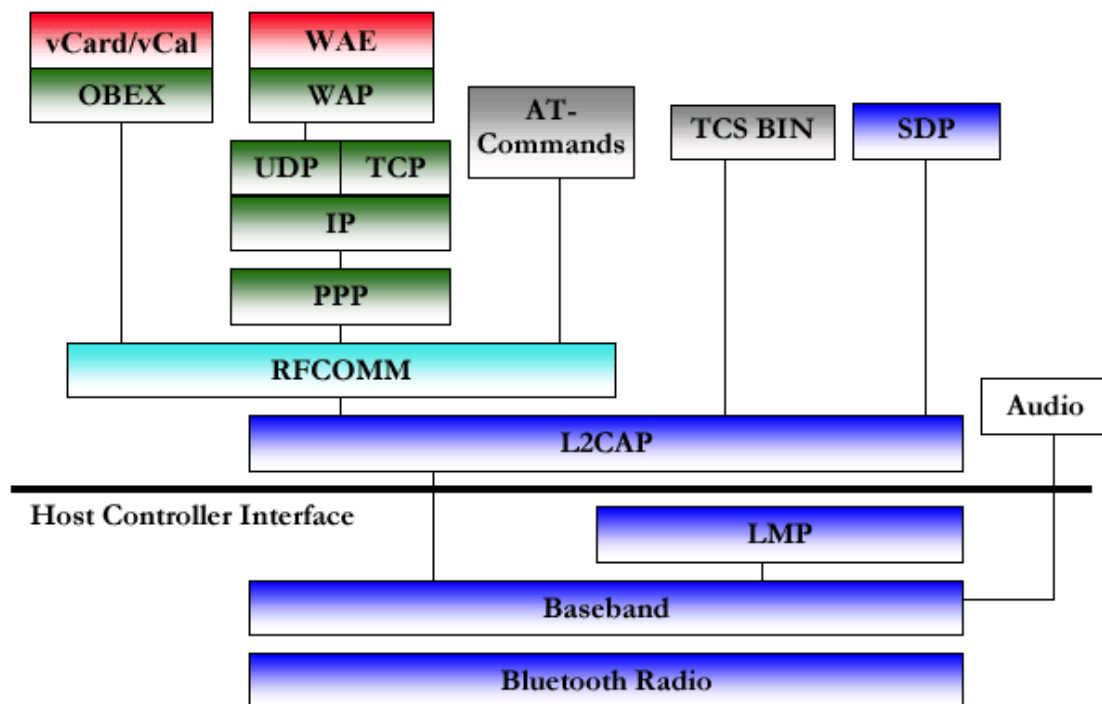 vCard/vCal
WAE
OBEX
WAP
AT-
Commands
TCS BIN
SDP
UDP
TCP
IP
PPP
RFCOMM
Audio
L2CAP
Host Controller Interface
LMP
Baseband
Bluetooth Radio